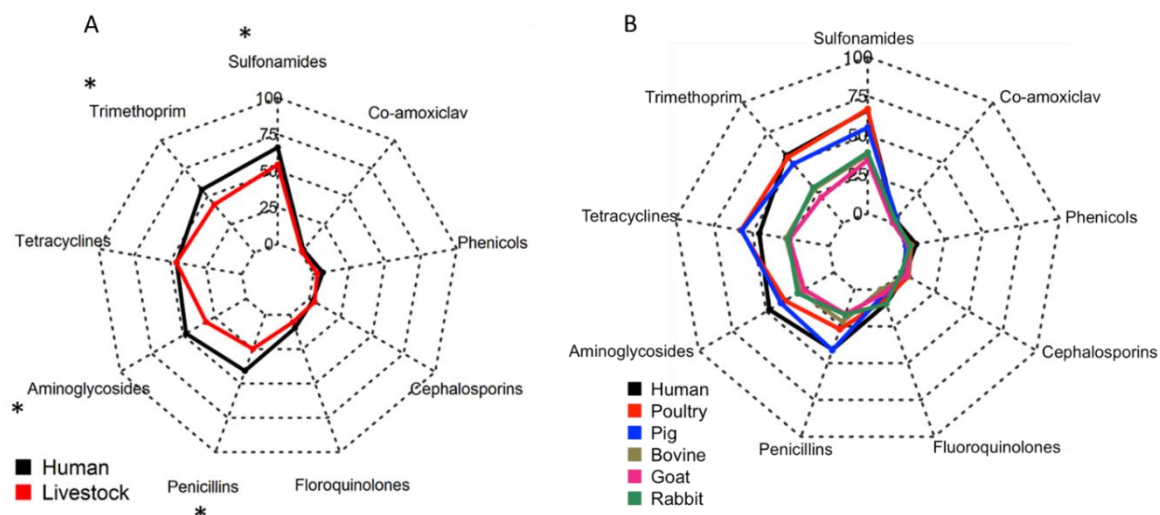 A
*
Sulfonamides
*
Trimethoprim
Co-amoxiclav
100
75
50
25
0
Tetracyclines
Phenicols
Aminoglycosides
*
Cephalosporins
Human
Livestock
Penicillins
*
Floroquinolones
B
Sulfonamides
100
Trimethoprim
Co-amoxiclav
75
50
25
0
Tetracyclines
Phenicols
Aminoglycosides
Cephalosporins
Human
Poultry
Pig
Bovine
Goat
Rabbit
Penicillins
Fluoroquinolones